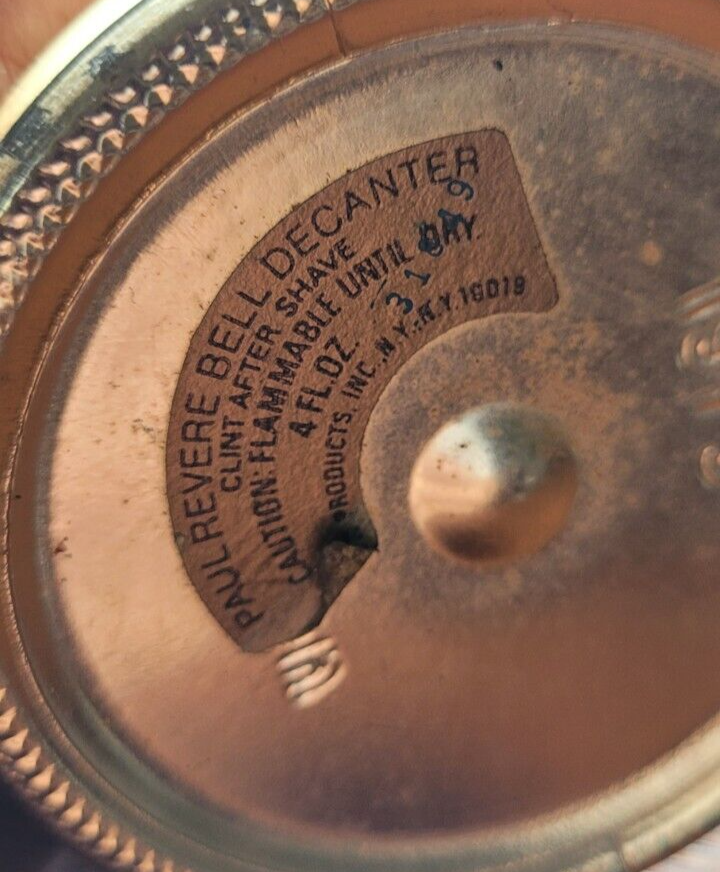 PAUL REVERE BELL DECANTER
CLINT AFTER SHAVE
CAUTION: FLAMMABLE UNTIL DRY
4 FL.OZ.
PRODUCTS, INC., N.Y., N.Y. 10019